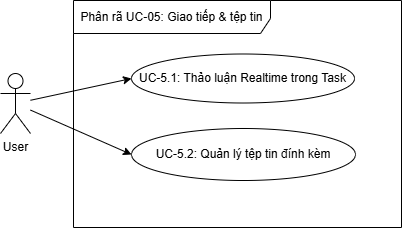 Phân rã UC-05: Giao tiếp & tệp tin
UC-5.1: Thảo luận Realtime trong Task
User
UC-5.2: Quản lý tệp tin đính kèm